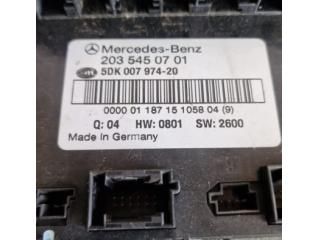 Mercedes-Benz
203 545 07 01
5DK 007 974-20
0000 01 187 15 1058 04 (9)
Q: 04 HW: 0801 SW: 2600
Made in Germany